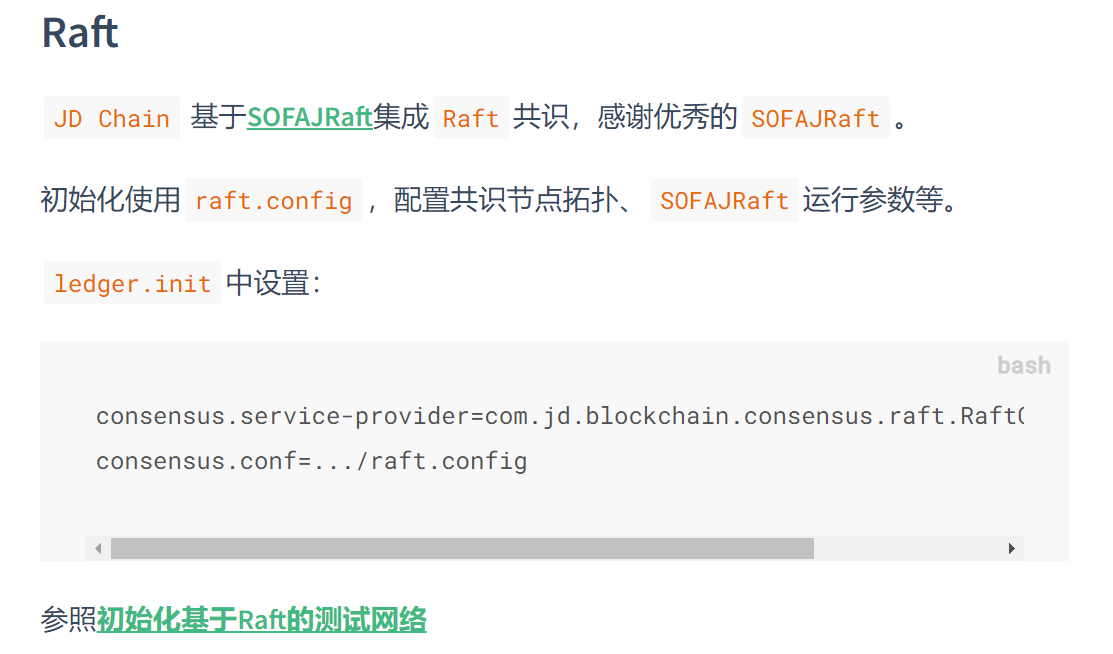 Raft
JD Chain 基于SOFAJRaft集成 Raft 共识，感谢优秀的 SOFAJRaft 。
初始化使用 raft.config ，配置共识节点拓扑、 SOFAJRaft 运行参数等。
ledger.init 中设置：
bash
consensus.service-provider=com.jd.blockchain.consensus.raft.Raft
consensus.conf=.../raft.config
参照初始化基于Raft的测试网络